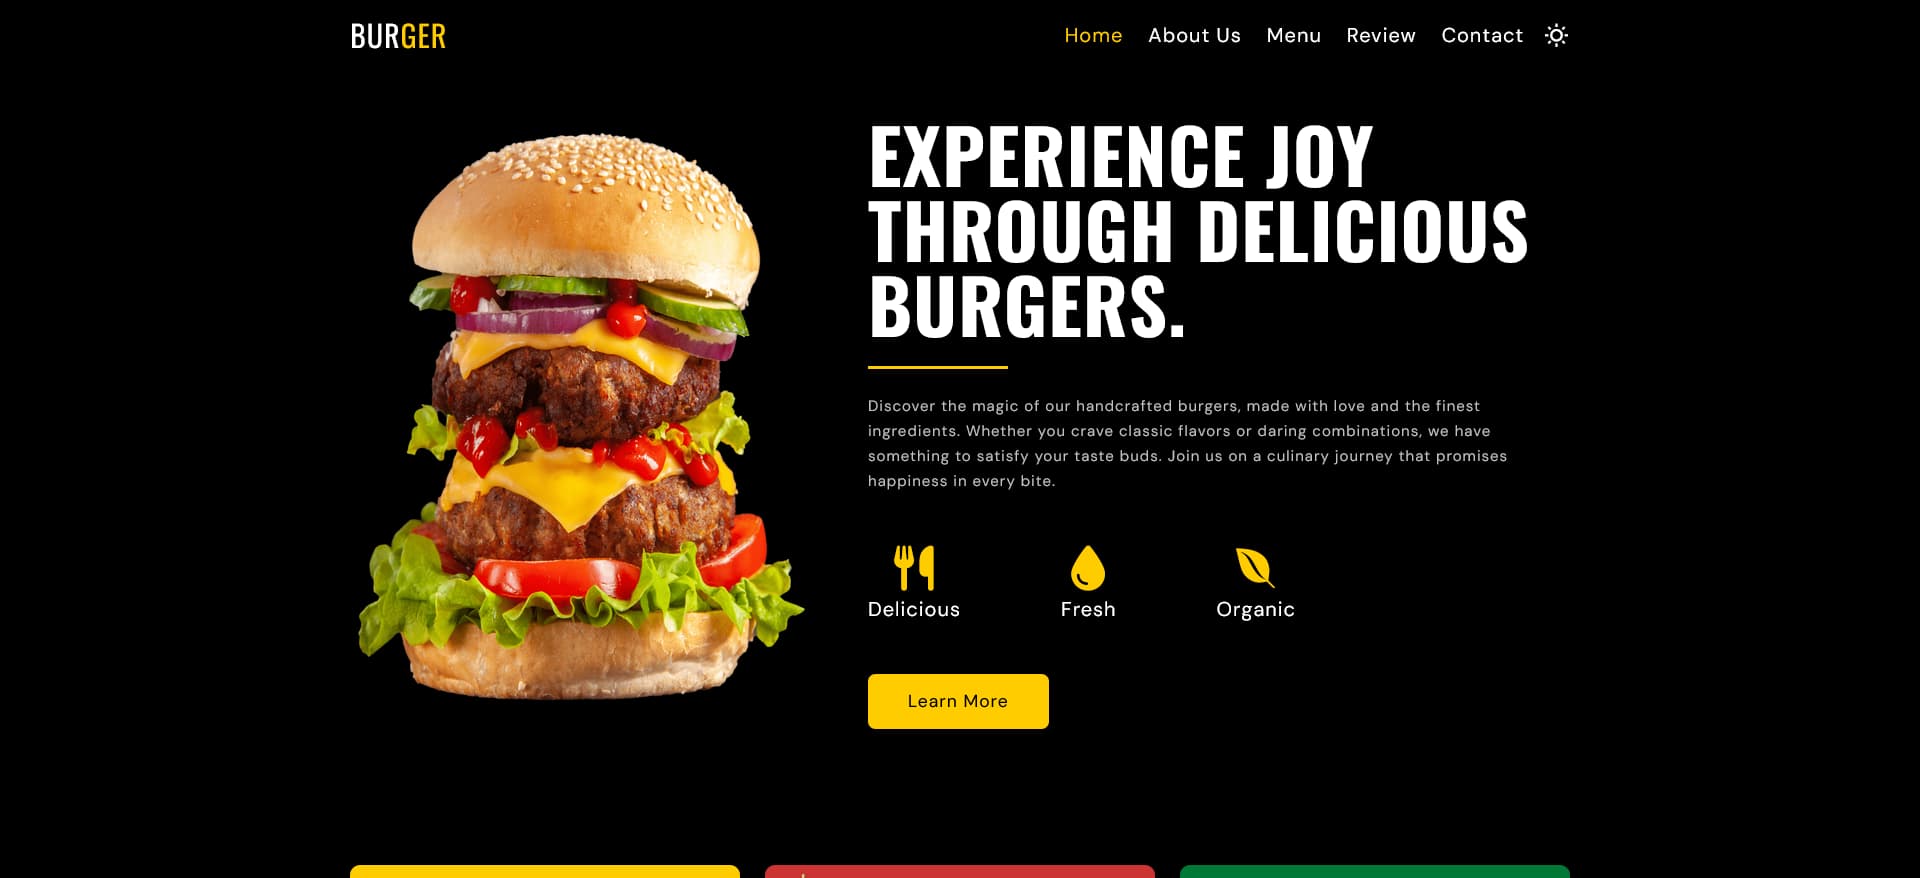 BURGER
Home About Us Menu Review Contact
EXPERIENCE JOY
THROUGH DELICIOUS
BURGERS.
Discover the magic of our handcrafted burgers, made with love and the finest
ingredients. Whether you crave classic flavors or daring combinations, we have
something to satisfy your taste buds. Join us on a culinary journey that promises
happiness in every bite.
Delicious Fresh Organic
Learn More